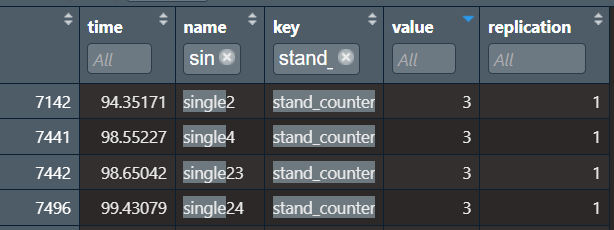 time name key value replication
All sin stand_ All All
7142 94.35171 single2 stand_counter 3 1
7441 98.55227 single4 stand_counter 3 1
7442 98.65042 single23 stand_counter 3 1
7496 99.43079 single24 stand_counter 3 1